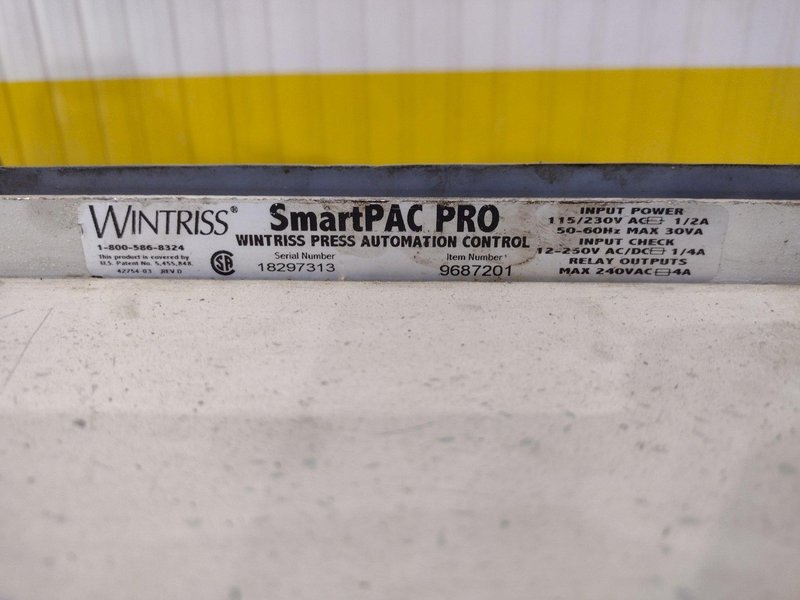 WINTRISS®
1-800-586-8324
This product is covered by
U.S. Patent No. 5,455,848.
42754-03 REV D
SmartPAC PRO
WINTRISS PRESS AUTOMATION CONTROL
Serial Number
18297313
Item Number
9687201
INPUT POWER
115/230V AC 1/2A
50-60Hz MAX 30VA
INPUT CHECK
12-250V AC/DC 1/4A
RELAY OUTPUTS
MAX 240VAC 4A